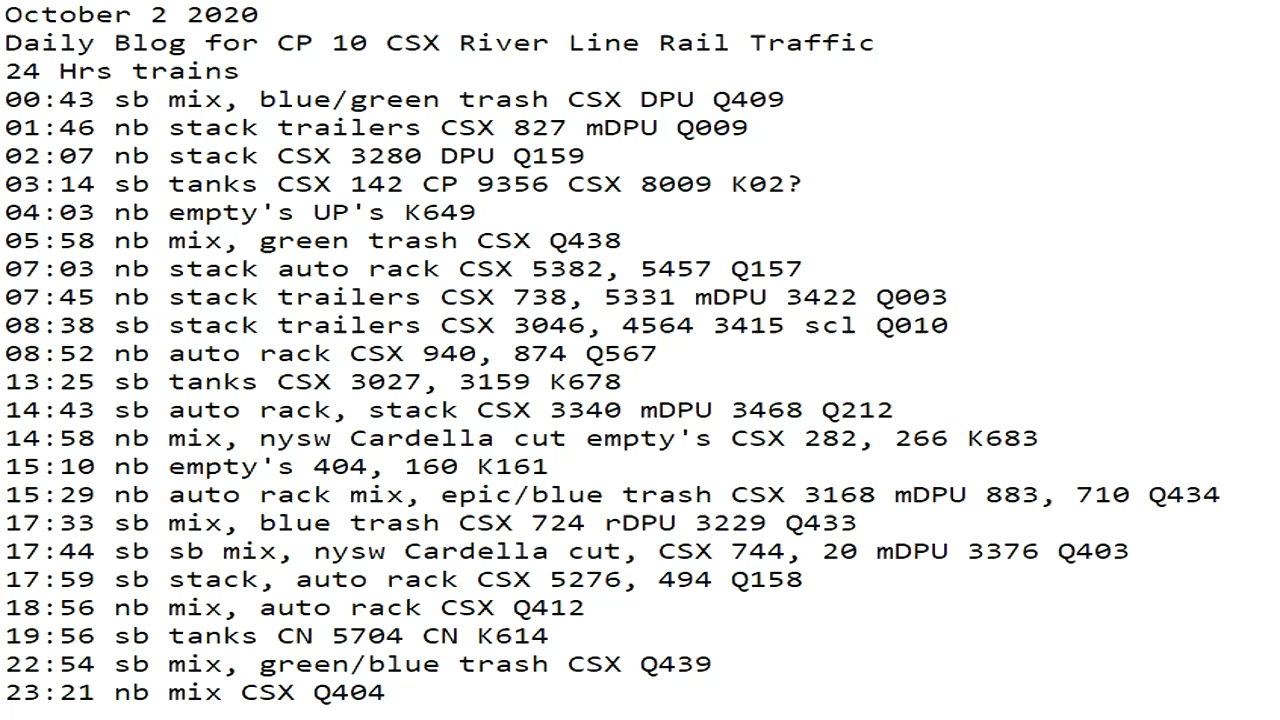 October 2 2020
Daily Blog for CP 10 CSX River Line Rail Traffic
24 Hrs trains
00:43 sb mix, blue/green trash CSX DPU Q409
01:46 nb stack trailers CSX 827 mDPU Q009
02:07 nb stack CSX 3280 DPU Q159
03:14 sb tanks CSX 142 CP 9356 CSX 8009 K02?
04:03 nb empty's UP's K649
05:58 nb mix, green trash CSX Q438
07:03 nb stack auto rack CSX 5382, 5457 Q157
07:45 nb stack trailers CSX 738, 5331 mDPU 3422 Q003
08:38 sb stack trailers CSX 3046, 4564 3415 scl Q010
08:52 nb auto rack CSX 940, 874 Q567
13:25 sb tanks CSX 3027, 3159 K678
14:43 sb auto rack, stack CSX 3340 mDPU 3468 Q212
14:58 nb mix, nysw Cardella cut empty's CSX 282, 266 K683
15:10 nb empty's 404, 160 K161
15:29 nb auto rack mix, epic/blue trash CSX 3168 mDPU 883, 710 Q434
17:33 sb mix, blue trash CSX 724 rDPU 3229 Q433
17:44 sb sb mix, nysw Cardella cut, CSX 744, 20 mDPU 3376 Q403
17:59 sb stack, auto rack CSX 5276, 494 Q158
18:56 nb mix, auto rack CSX Q412
19:56 sb tanks CN 5704 CN K614
22:54 sb mix, green/blue trash CSX Q439
23:21 nb mix CSX Q404